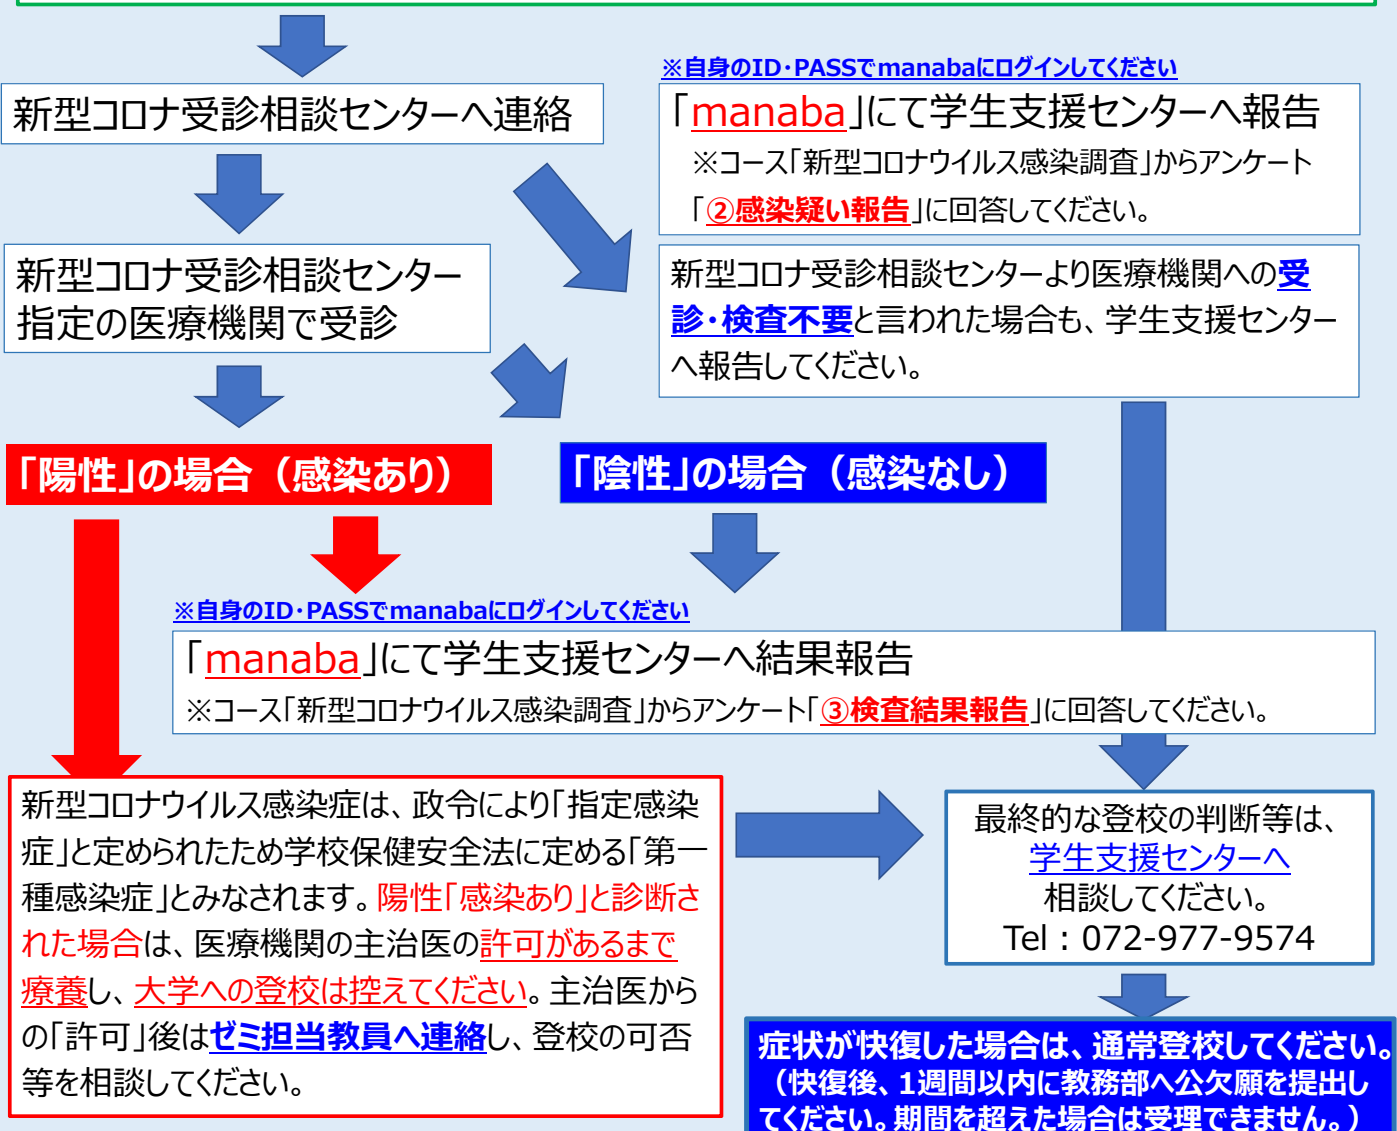 新型コロナ受診相談センターへ連絡
※自身のID・PASSでmanabaにログインしてください
「manaba」にて学生支援センターへ報告
※コース「新型コロナウイルス感染調査」からアンケート
「②感染疑い報告」に回答してください。
新型コロナ受診相談センター
指定の医療機関で受診
新型コロナ受診相談センターより医療機関への受
診・検査不要と言われた場合も、学生支援センター
へ報告してください。
「陽性」の場合（感染あり）
「陰性」の場合（感染なし）
※自身のID・PASSでmanabaにログインしてください
「manaba」にて学生支援センターへ結果報告
※コース「新型コロナウイルス感染調査」からアンケート「③検査結果報告」に回答してください。
新型コロナウイルス感染症は、政令により「指定感染
症」と定められたため学校保健安全法に定める「第一
種感染症」とみなされます。陽性「感染あり」と診断さ
れた場合は、医療機関の主治医の許可があるまで
療養し、大学への登校は控えてください。主治医から
の「許可」後はゼミ担当教員へ連絡し、登校の可否
等を相談してください。
最終的な登校の判断等は、
学生支援センターへ
相談してください。
Tel：072-977-9574
症状が快復した場合は、通常登校してください。
（快復後、1週間以内に教務部へ公欠願を提出し
てください。期間を超えた場合は受理できません。）